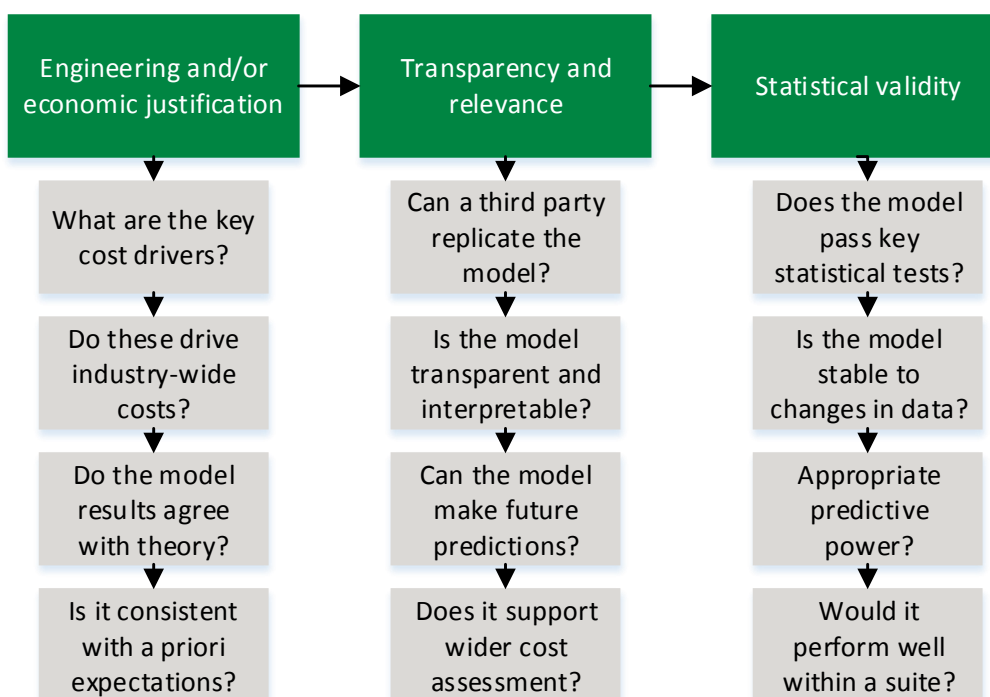 Engineering and/or
economic justification
Transparency and
relevance
Statistical validity
What are the key
cost drivers?
Do these drive
industry-wide
costs?
Do the model
results agree
with theory?
Is it consistent
with a priori
expectations?
Can a third party
replicate the
model?
Is the model
transparent and
interpretable?
Can the model
make future
predictions?
Does it support
wider cost
assessment?
Does the model
pass key
statistical tests?
Is the model
stable to
changes in data?
Appropriate
predictive
power?
Would it
perform well
within a suite?